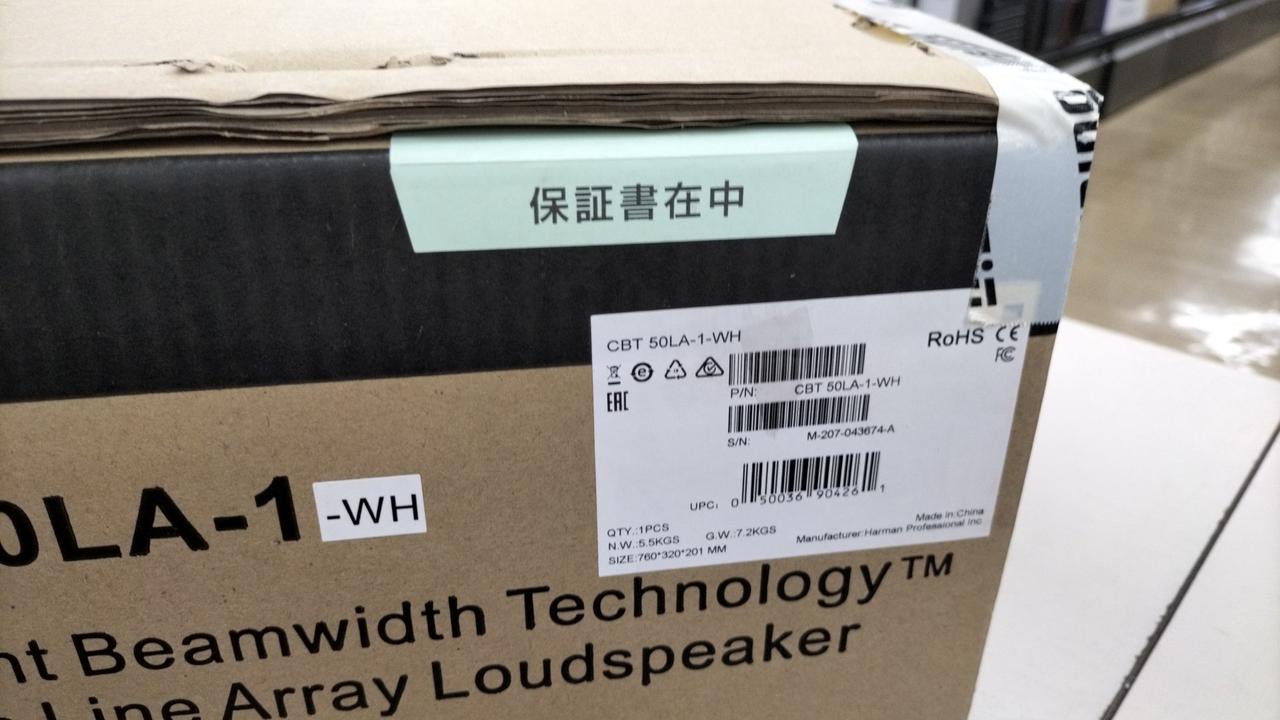 保証書在中
CBT 50LA-1-WH
RoHS CE
FC
EAC
P/N: CBT 50LA-1-WH
S/N: M-207-043674-A
UPC: 0 50036 90426 1
QTY.:1PCS
N.W.:5.5KGS G.W.:7.2KGS
SIZE:760*320*201 MM
Made in:China
Manufacturer:Harman Professional Inc
0LA-1-WH
nt Beamwidth Technology™
Line Array Loudspeaker